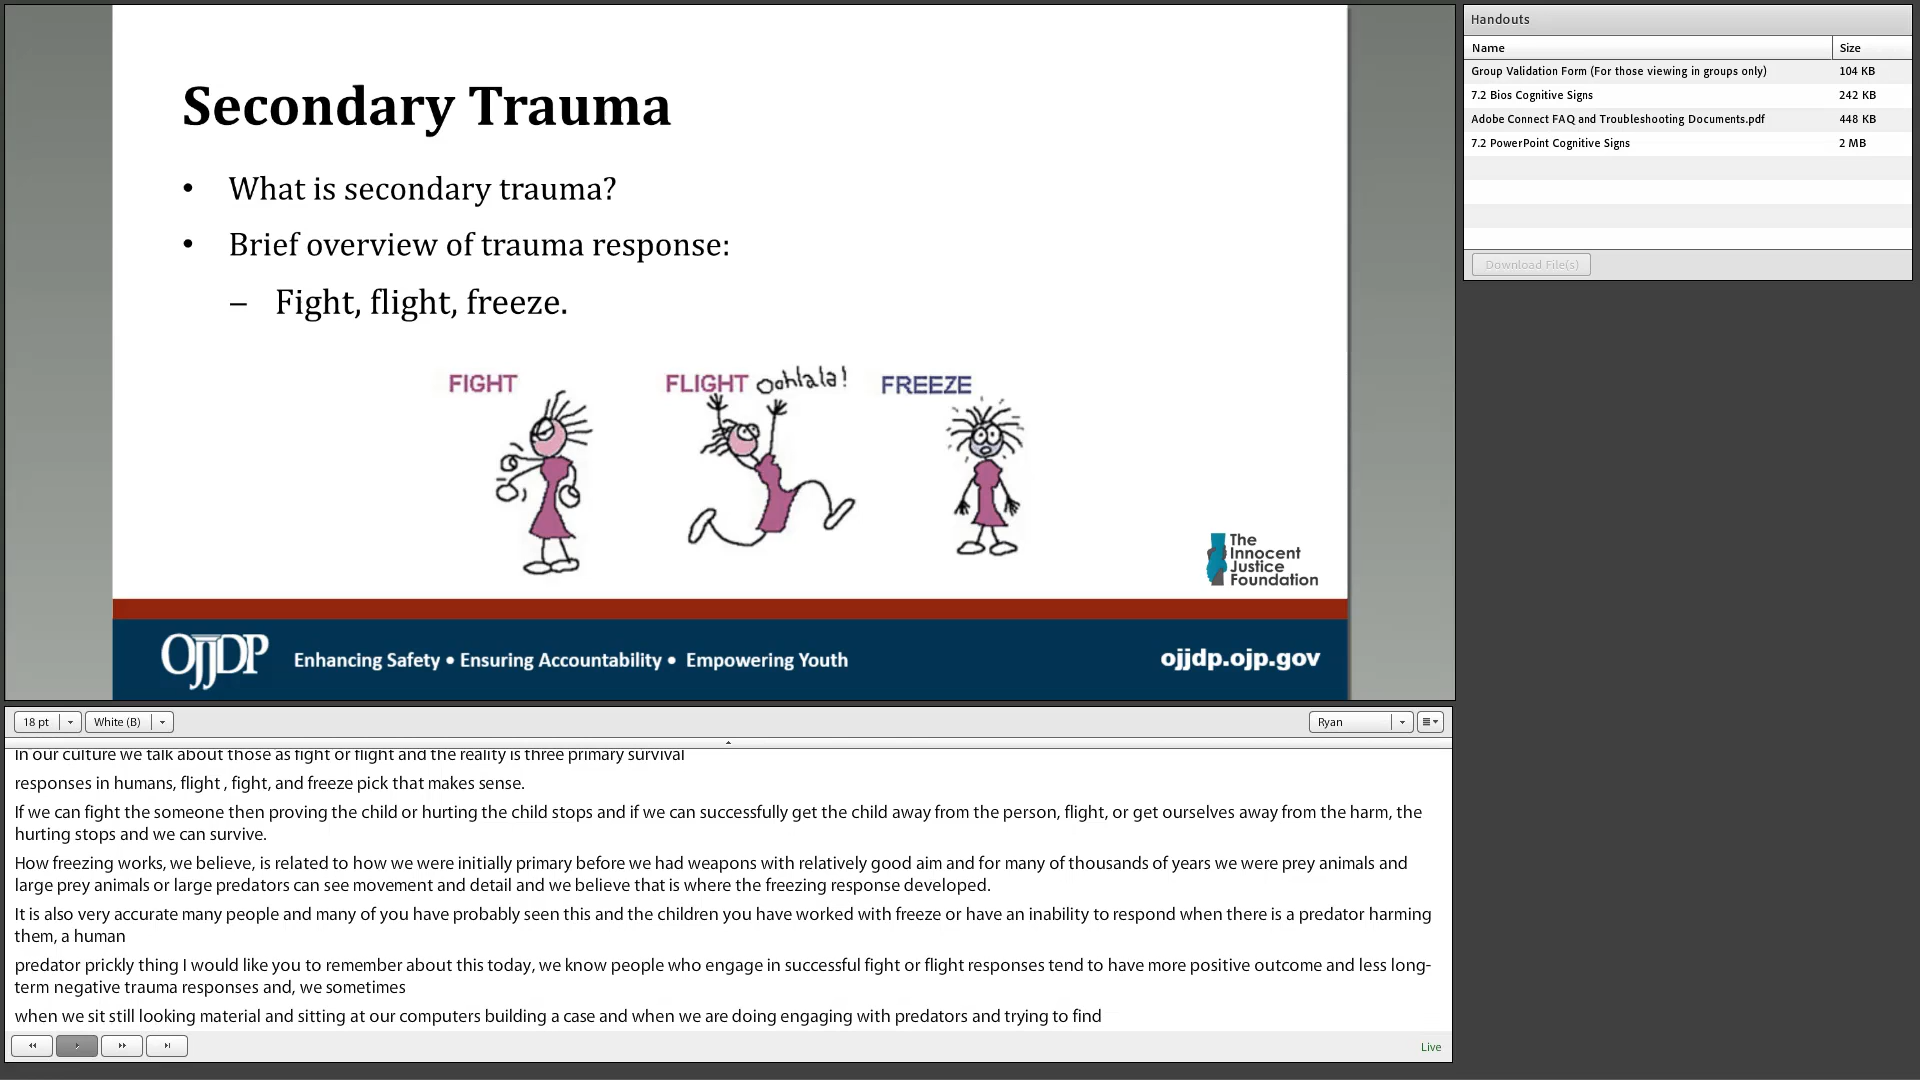 Secondary Trauma
• What is secondary trauma?
• Brief overview of trauma response:
– Fight, flight, freeze.
FIGHT
FLIGHT oohlala!
FREEZE
The
Innocent
Justice
Foundation
OJJDP
Enhancing Safety • Ensuring Accountability • Empowering Youth
ojjdp.ojp.gov
Handouts
Name Size
Group Validation Form (For those viewing in groups only) 104 KB
7.2 Bios Cognitive Signs 242 KB
Adobe Connect FAQ and Troubleshooting Documents.pdf 448 KB
7.2 PowerPoint Cognitive Signs 2 MB
Download File(s)
18 pt White (B) Ryan
In our culture we talk about those as fight or flight and the reality is three primary survival
responses in humans, flight , fight, and freeze pick that makes sense.
If we can fight the someone then proving the child or hurting the child stops and if we can successfully get the child away from the person, flight, or get ourselves away from the harm, the
hurting stops and we can survive.
How freezing works, we believe, is related to how we were initially primary before we had weapons with relatively good aim and for many of thousands of years we were prey animals and
large prey animals or large predators can see movement and detail and we believe that is where the freezing response developed.
It is also very accurate many people and many of you have probably seen this and the children you have worked with freeze or have an inability to respond when there is a predator harming
them, a human
predator prickly thing I would like you to remember about this today, we know people who engage in successful fight or flight responses tend to have more positive outcome and less long-
term negative trauma responses and, we sometimes
when we sit still looking material and sitting at our computers building a case and when we are doing engaging with predators and trying to find
Live